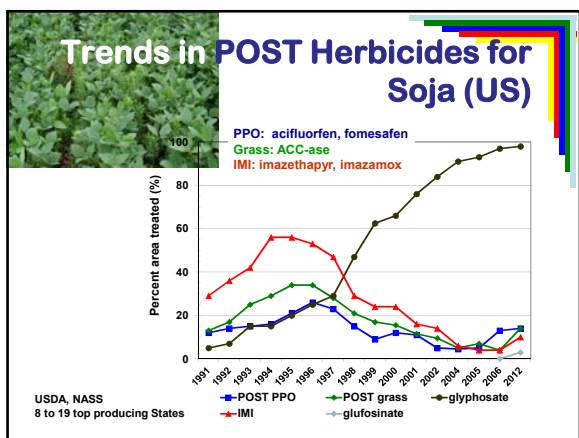 Trends in POST Herbicides for
Soja (US)
PPO: acifluorfen, fomesafen
Grass: ACC-ase
IMI: imazethapyr, imazamox
Percent area treated (%)
100
80
60
40
20
0
1991 1992 1993 1994 1995 1996 1997 1998 1999 2000 2001 2002 2004 2005 2006 2012
POST PPO POST grass glyphosate
IMI glufosinate
USDA, NASS
8 to 19 top producing States